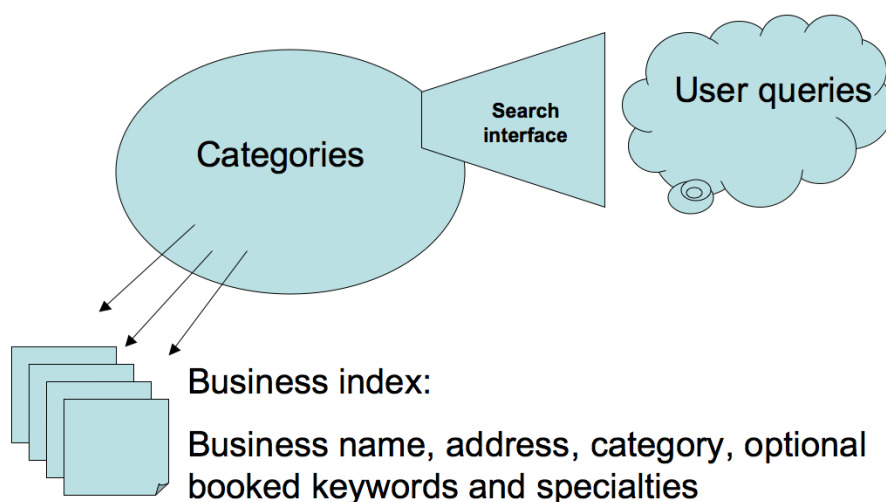 User queries
Search
interface
Categories
Business index:
Business name, address, category, optional
booked keywords and specialties